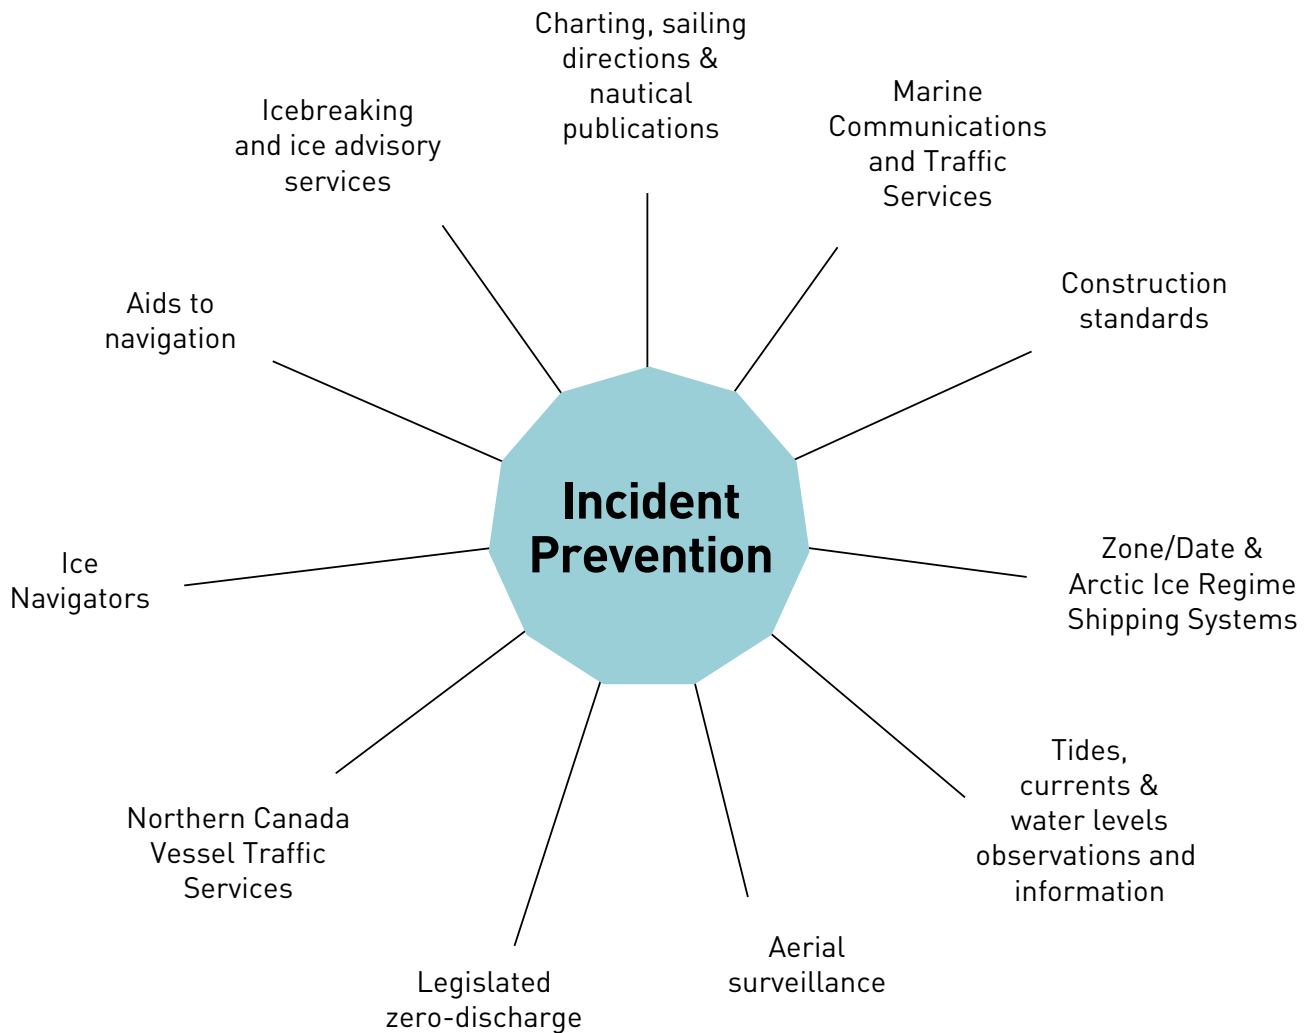 Charting, sailing
directions &
nautical
publications
Marine
Communications
and Traffic
Services
Construction
standards
Zone/Date &
Arctic Ice Regime
Shipping Systems
Tides,
currents &
water levels
observations and
information
Aerial
surveillance
Legislated
zero-discharge
Northern Canada
Vessel Traffic
Services
Ice
Navigators
Aids to
navigation
Icebreaking
and ice advisory
services
Incident
Prevention